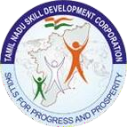 TAMIL NADU SKILL DEVELOPMENT CORPORATION
SKILLS FOR PROGRESS AND PROSPERITY